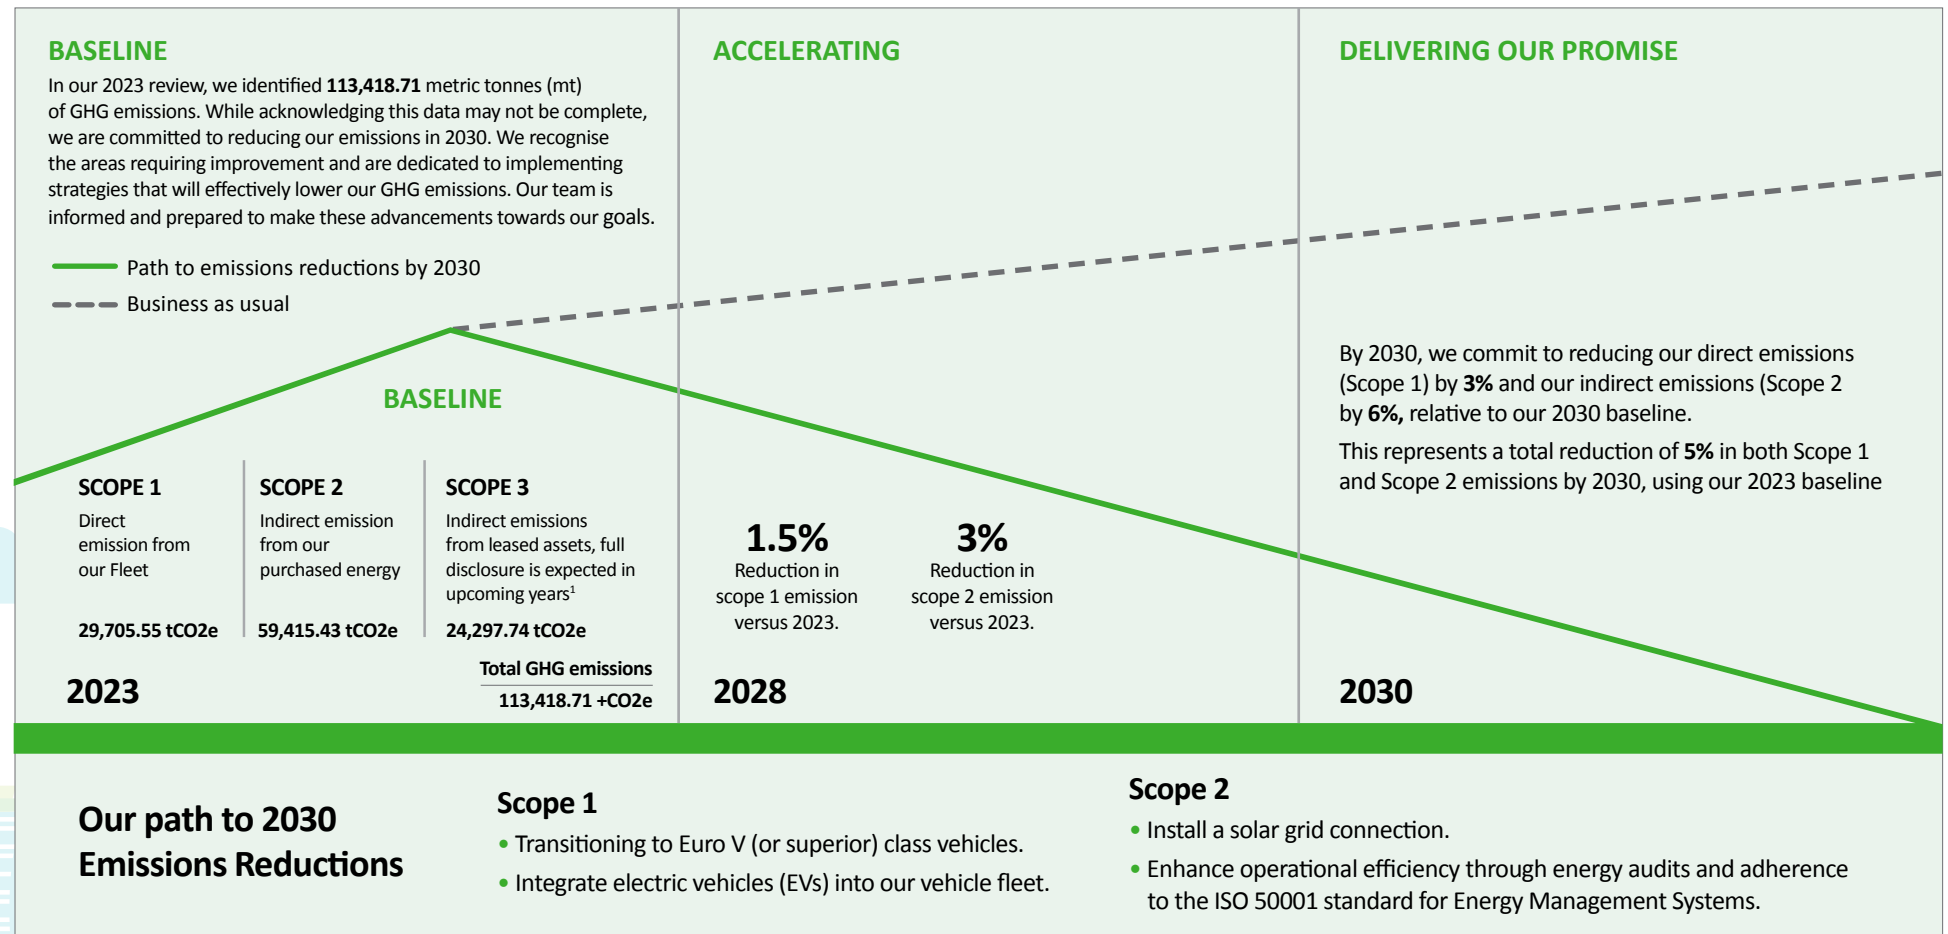 BASELINE
In our 2023 review, we identified 113,418.71 metric tonnes (mt)
of GHG emissions. While acknowledging this data may not be complete,
we are committed to reducing our emissions in 2030. We recognise
the areas requiring improvement and are dedicated to implementing
strategies that will effectively lower our GHG emissions. Our team is
informed and prepared to make these advancements towards our goals.
Path to emissions reductions by 2030
Business as usual
BASELINE
SCOPE 1
Direct
emission from
our Fleet
29,705.55 tCO2e
SCOPE 2
Indirect emission
from our
purchased energy
59,415.43 tCO2e
SCOPE 3
Indirect emissions
from leased assets, full
disclosure is expected in
upcoming years1
24,297.74 tCO2e
Total GHG emissions
113,418.71 +CO2e
2023
ACCELERATING
1.5%
Reduction in
scope 1 emission
versus 2023.
3%
Reduction in
scope 2 emission
versus 2023.
2028
DELIVERING OUR PROMISE
By 2030, we commit to reducing our direct emissions
(Scope 1) by 3% and our indirect emissions (Scope 2
by 6%, relative to our 2030 baseline.
This represents a total reduction of 5% in both Scope 1
and Scope 2 emissions by 2030, using our 2023 baseline
2030
Our path to 2030
Emissions Reductions
Scope 1
• Transitioning to Euro V (or superior) class vehicles.
• Integrate electric vehicles (EVs) into our vehicle fleet.
Scope 2
• Install a solar grid connection.
• Enhance operational efficiency through energy audits and adherence
to the ISO 50001 standard for Energy Management Systems.